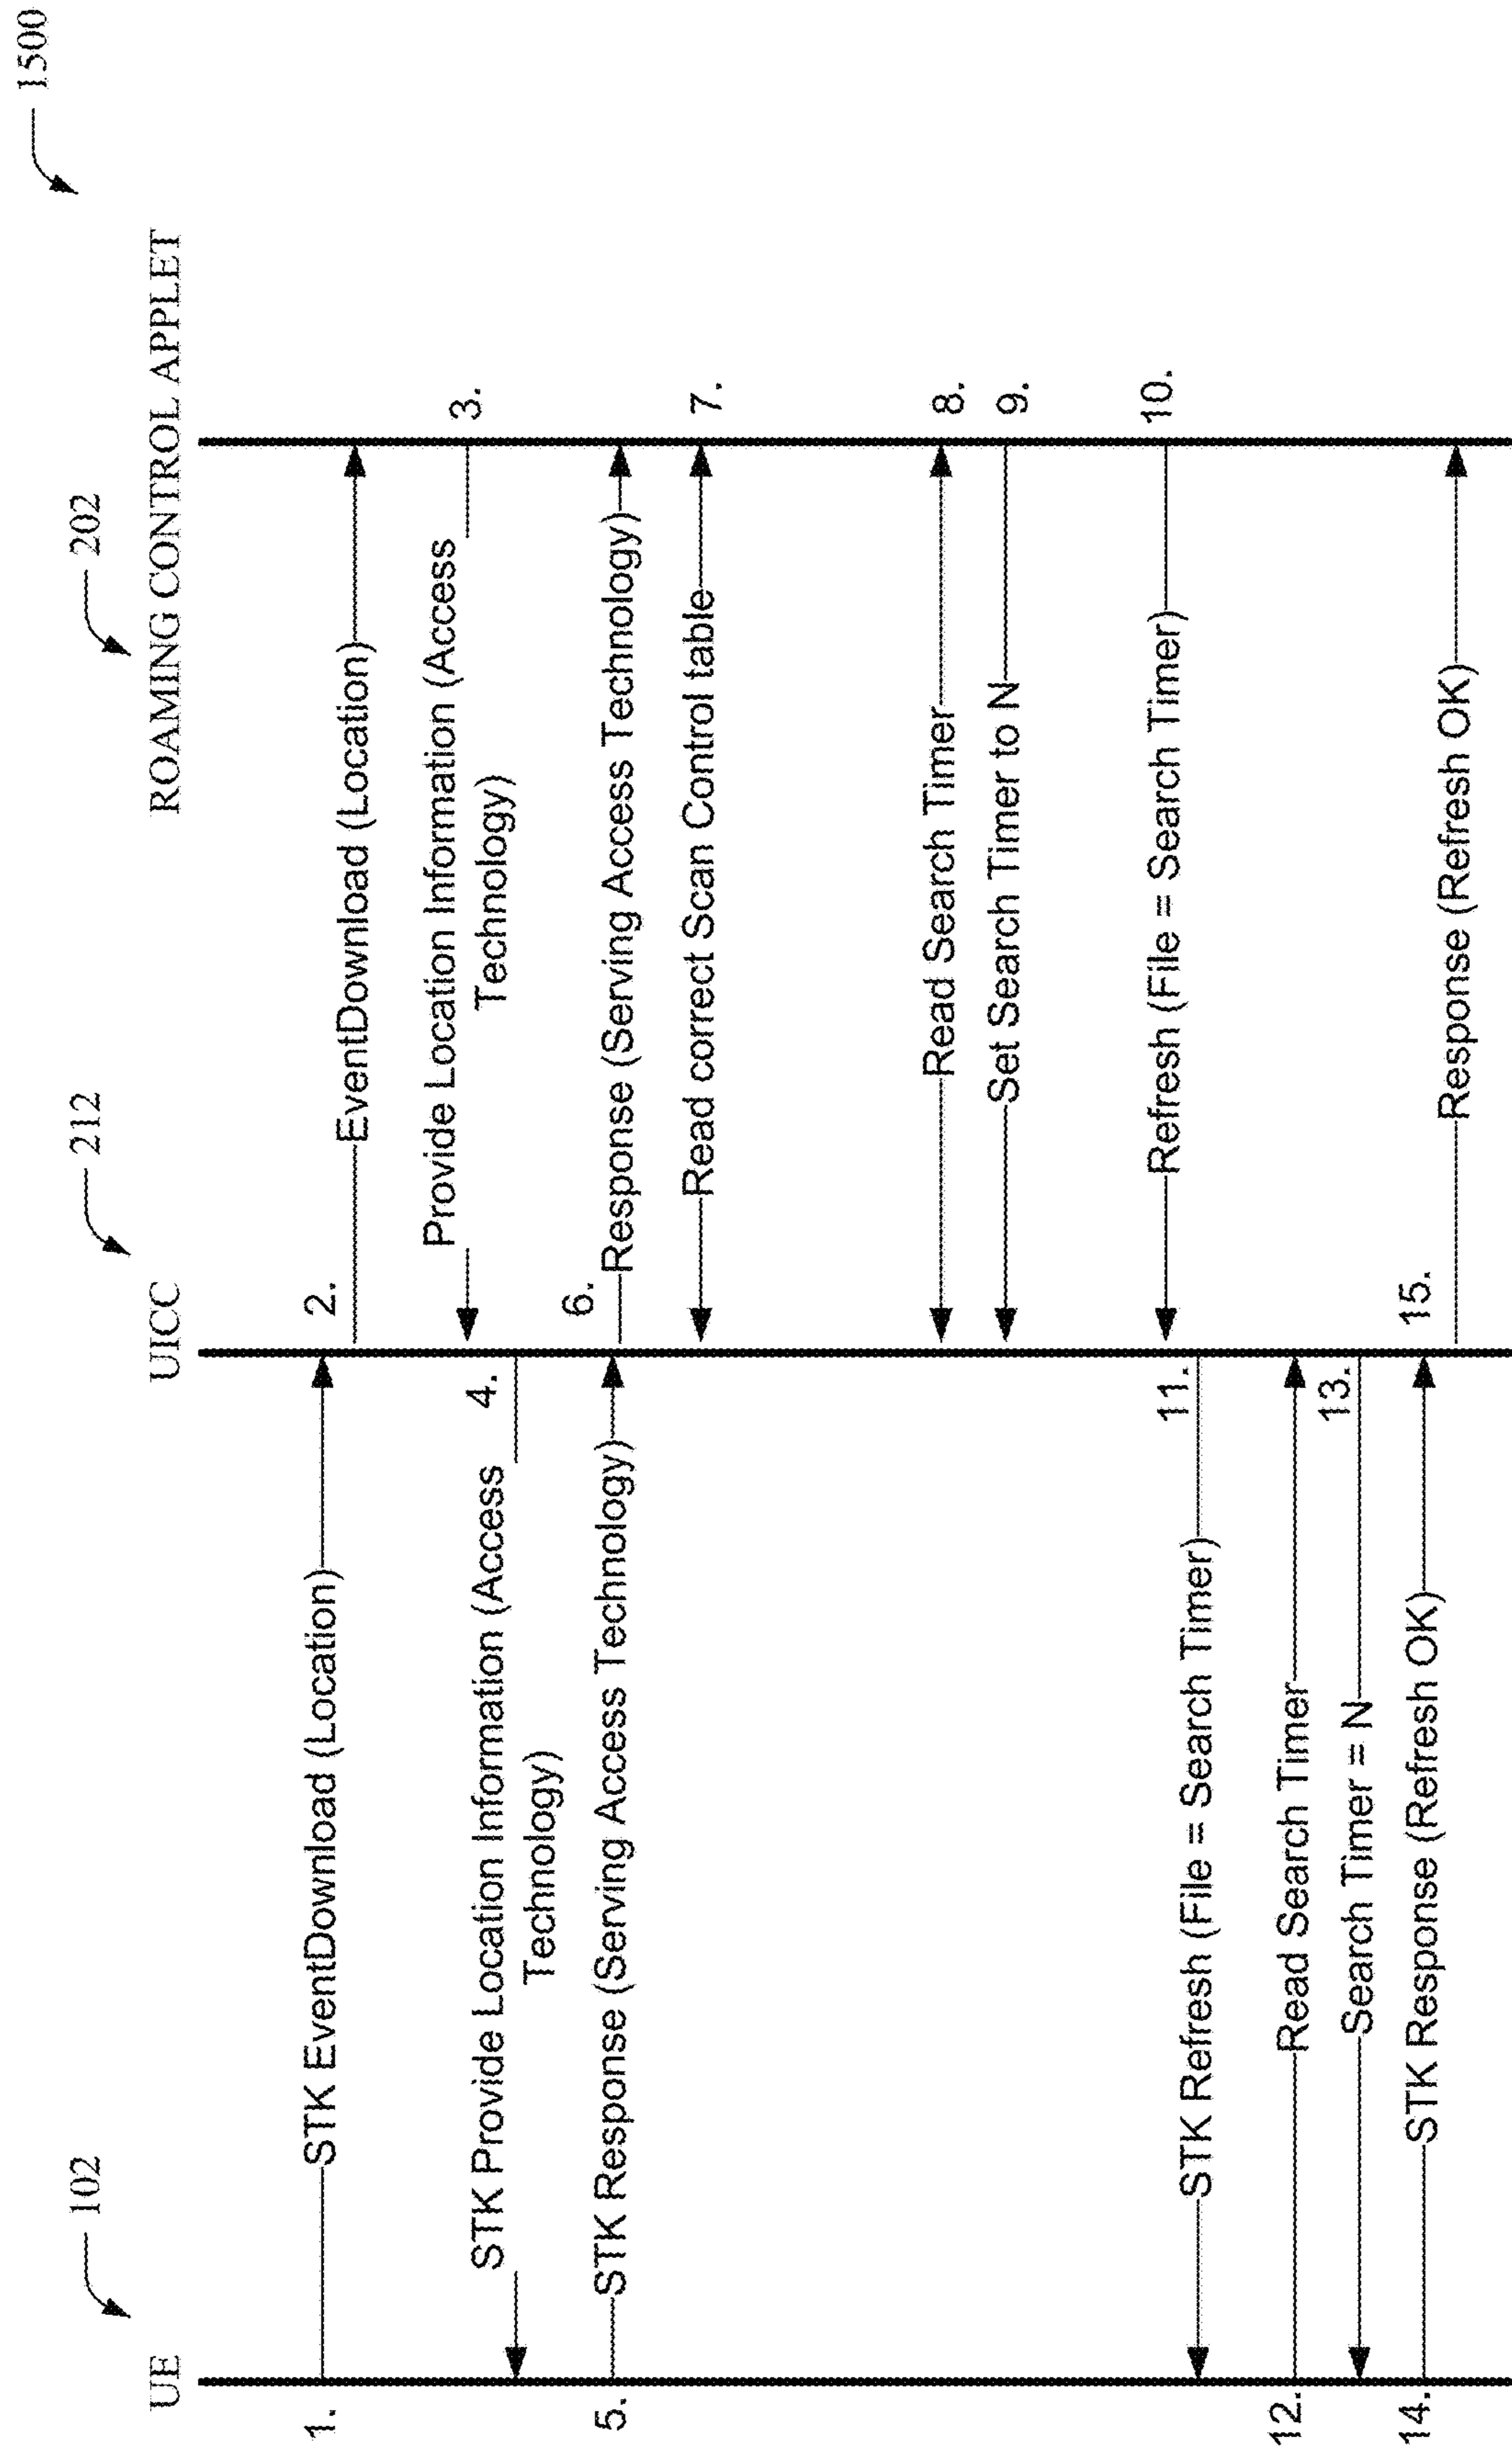 1500
UE
102
UICC
212
ROAMING CONTROL APPLET
202
1.
STK EventDownload (Location)
2.
EventDownload (Location)
3.
Provide Location Information (Access
Technology)
4.
STK Provide Location Information (Access
Technology)
5.
STK Response (Serving Access Technology)
6.
Response (Serving Access Technology)
7.
Read correct Scan Control table
8.
Read Search Timer
9.
Set Search Timer to N
10.
Refresh (File = Search Timer)
11.
STK Refresh (File = Search Timer)
12.
Read Search Timer
13.
Search Timer = N
14.
STK Response (Refresh OK)
15.
Response (Refresh OK)